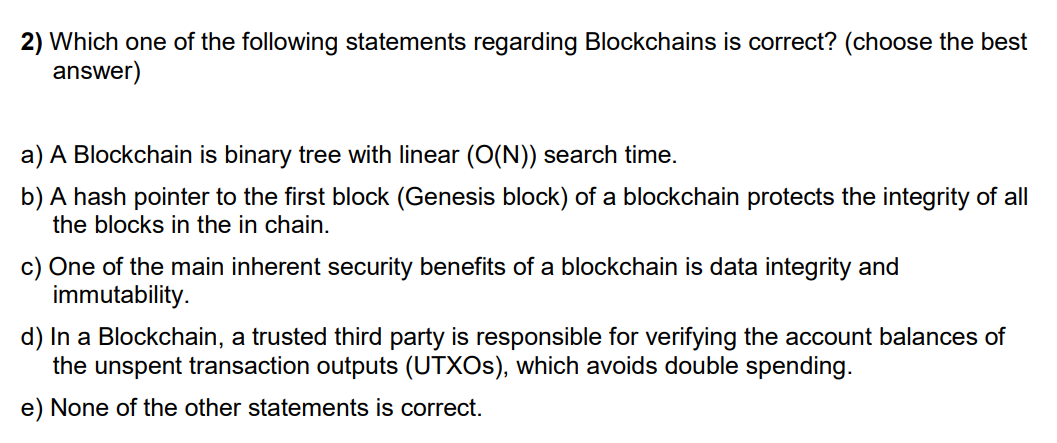 2) Which one of the following statements regarding Blockchains is correct? (choose the best
answer)
a) A Blockchain is binary tree with linear (O(N)) search time.
b) A hash pointer to the first block (Genesis block) of a blockchain protects the integrity of all
the blocks in the in chain.
c) One of the main inherent security benefits of a blockchain is data integrity and
immutability.
d) In a Blockchain, a trusted third party is responsible for verifying the account balances of
the unspent transaction outputs (UTXOs), which avoids double spending.
e) None of the other statements is correct.